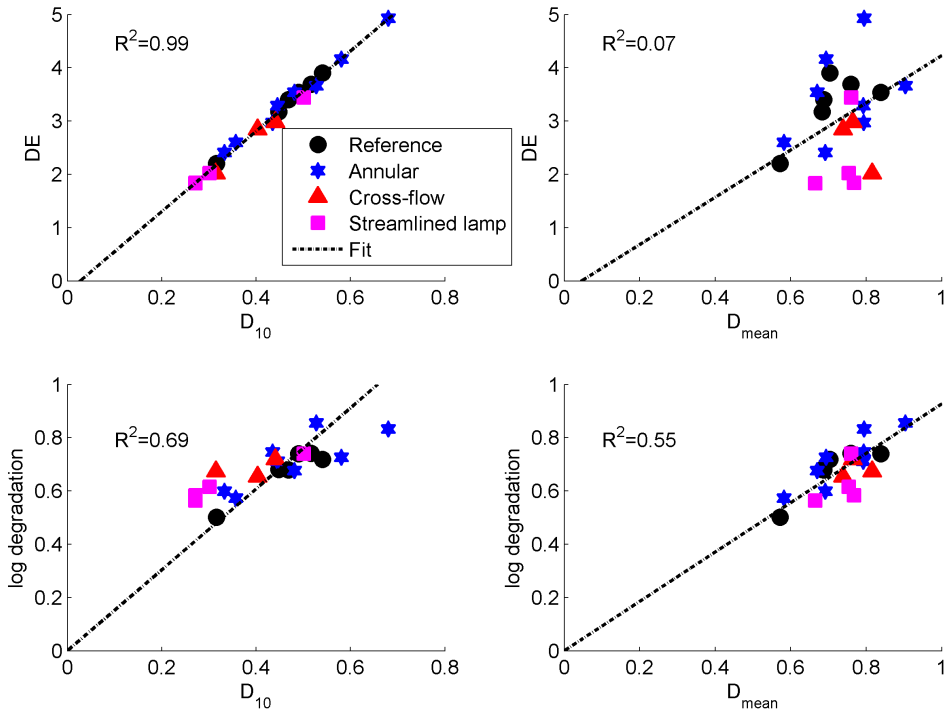 R²=0.99
5
4
3
2
1
0
DE
0
0.2
0.4
0.6
0.8
D₁₀
Reference
Annular
Cross-flow
Streamlined lamp
Fit
R²=0.07
5
4
3
2
1
0
DE
0
0.2
0.4
0.6
0.8
1
D_mean
R²=0.69
1
0.8
0.6
0.4
0.2
0
log degradation
0
0.2
0.4
0.6
0.8
D₁₀
R²=0.55
1
0.8
0.6
0.4
0.2
0
log degradation
0
0.2
0.4
0.6
0.8
1
D_mean